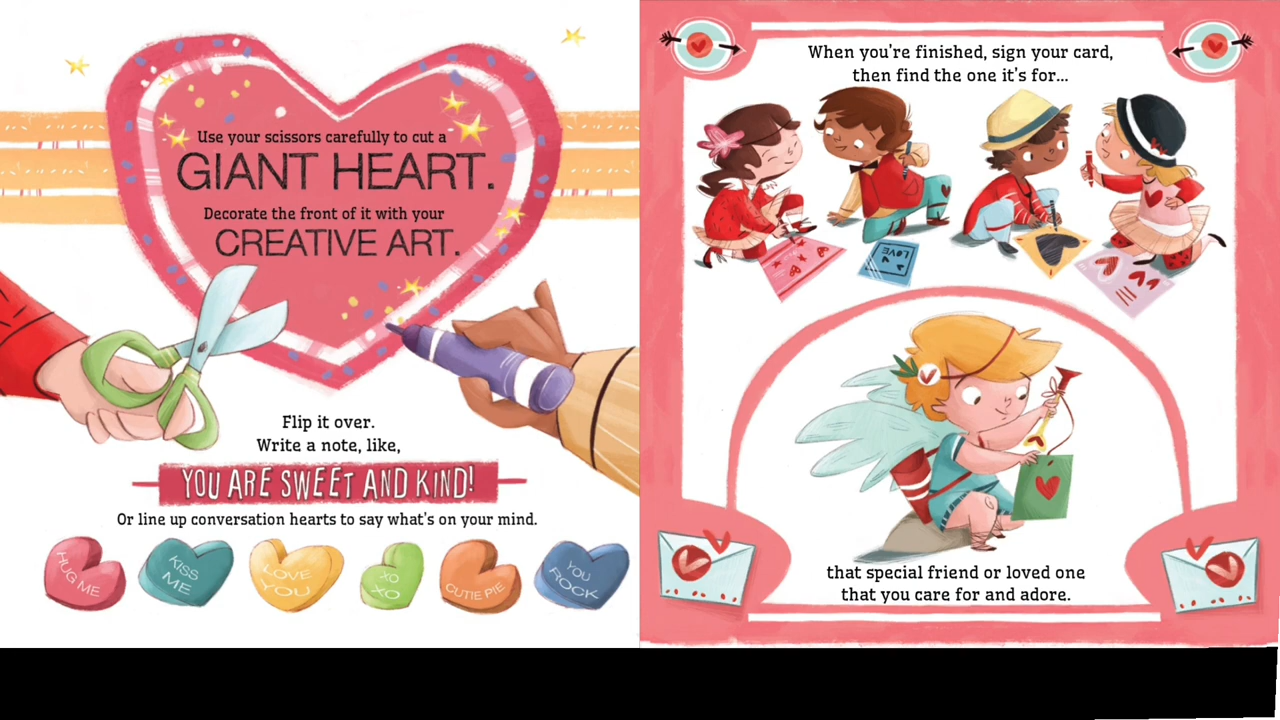 Use your scissors carefully to cut a
GIANT HEART.
Decorate the front of it with your
CREATIVE ART.
Flip it over.
Write a note, like,
YOU ARE SWEET AND KIND!
Or line up conversation hearts to say what's on your mind.
HUG ME
KISS
ME
LOVE
YOU
XO
XO
CUTIE PIE
YOU
ROCK
When you're finished, sign your card,
then find the one it's for...
LOVE
that special friend or loved one
that you care for and adore.